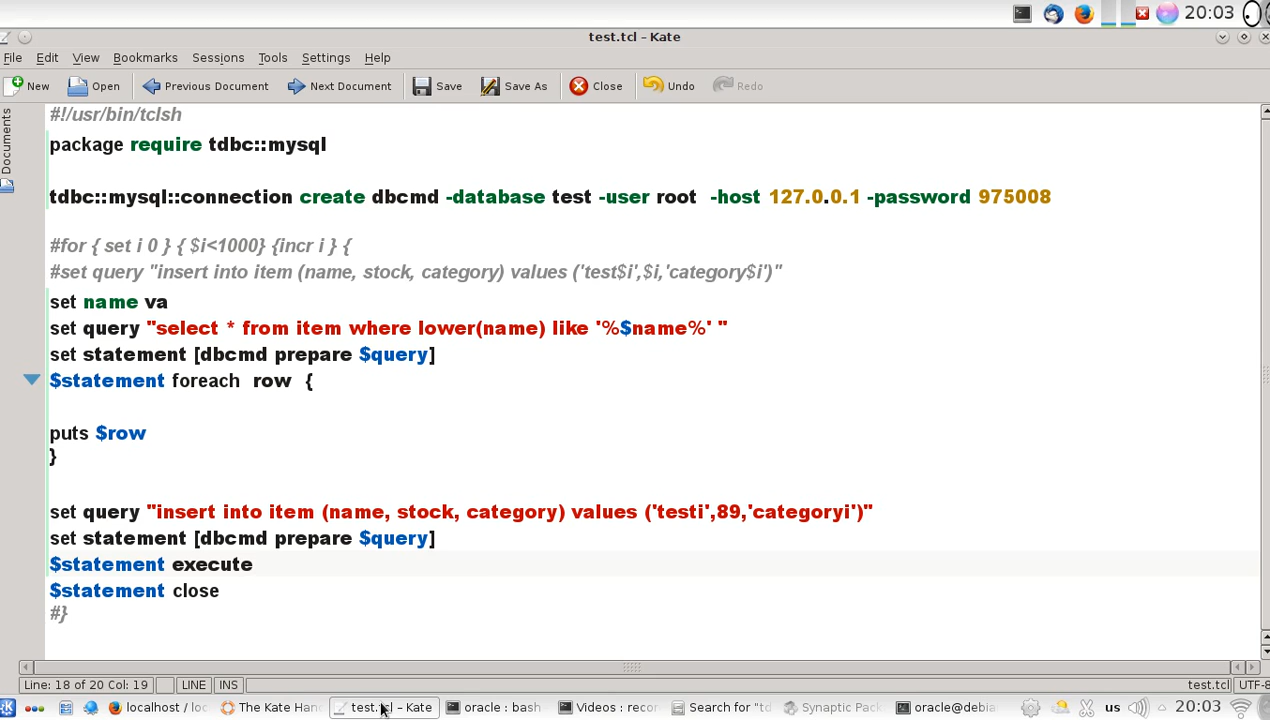 20:03
test.tcl – Kate
File Edit View Bookmarks Sessions Tools Settings Help
New Open Previous Document Next Document Save Save As Close Undo Redo
Documents
#!/usr/bin/tclsh
package require tdbc::mysql
tdbc::mysql::connection create dbcmd -database test -user root  -host 127.0.0.1 -password 975008
#for { set i 0 } { $i<1000} {incr i } {
#set query "insert into item (name, stock, category) values ('test$i',$i,'category$i')"
set name va
set query "select * from item where lower(name) like '%$name%' "
set statement [dbcmd prepare $query]
$statement foreach  row  {
puts $row
}
set query "insert into item (name, stock, category) values ('testi',89,'categoryi')"
set statement [dbcmd prepare $query]
$statement execute
$statement close
#}
Line: 18 of 20 Col: 19 LINE INS test.tcl UTF-8
localhost / loc The Kate Han test.tcl – Kate oracle : bash Videos : recor Search for "td Synaptic Pac oracle@debia us 20:03